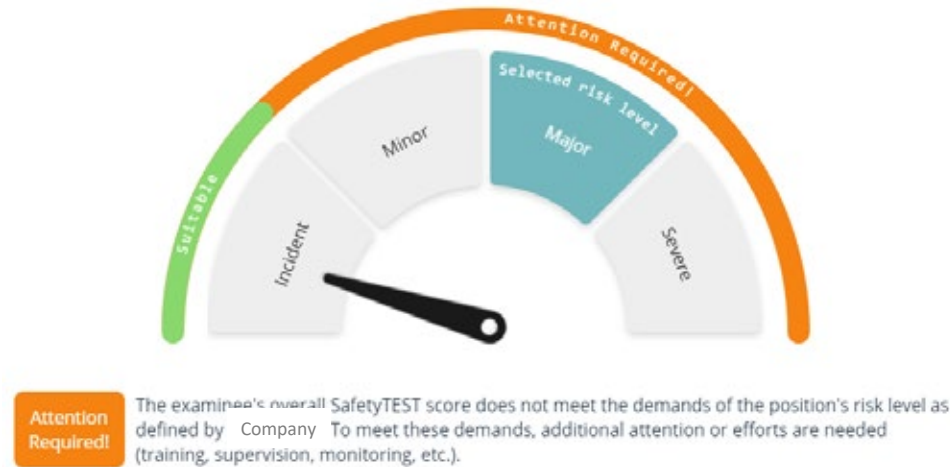 Attention Required!
Selected risk level
Suitable
Incident
Minor
Major
Severe
Attention
Required!
The examinee's overall SafetyTEST score does not meet the demands of the position's risk level as
defined by Company To meet these demands, additional attention or efforts are needed
(training, supervision, monitoring, etc.).